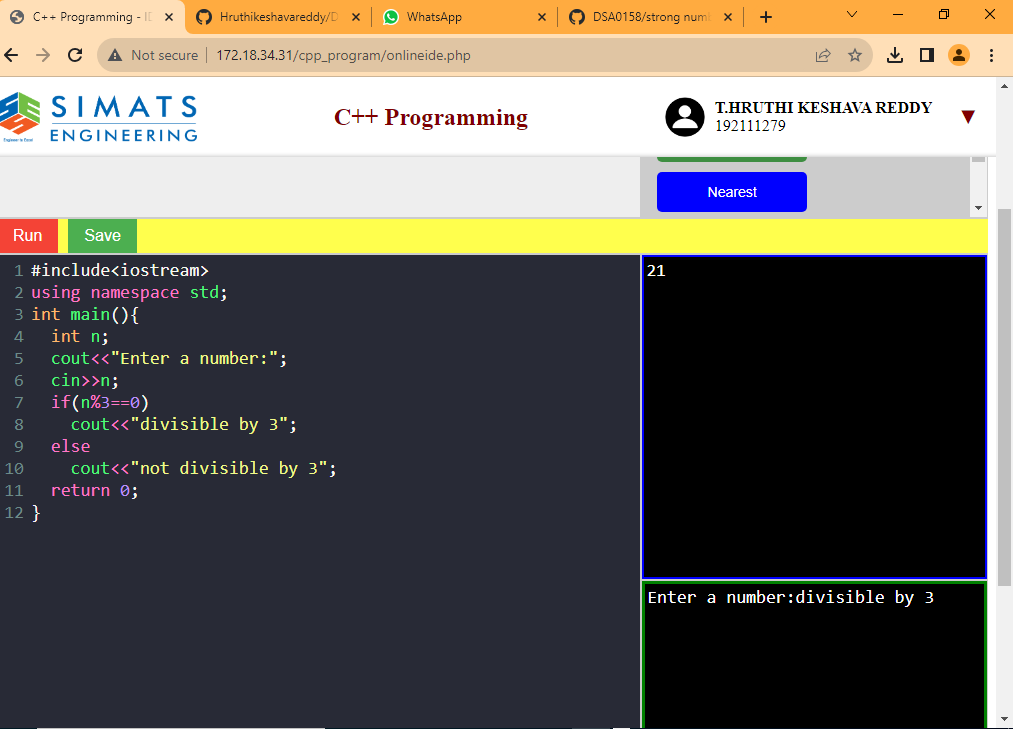 C++ Programming - ID
Hruthikeshavareddy/D
WhatsApp
DSA0158/strong num
Not secure
172.18.34.31/cpp_program/onlineide.php
SIMATS
ENGINEERING
Engineer to Excel
C++ Programming
T.HRUTHI KESHAVA REDDY
192111279
Nearest
Run
Save
1 #include<iostream>
2 using namespace std;
3 int main(){
4 int n;
5 cout<<"Enter a number:";
6 cin>>n;
7 if(n%3==0)
8 cout<<"divisible by 3";
9 else
10 cout<<"not divisible by 3";
11 return 0;
12 }
21
Enter a number:divisible by 3